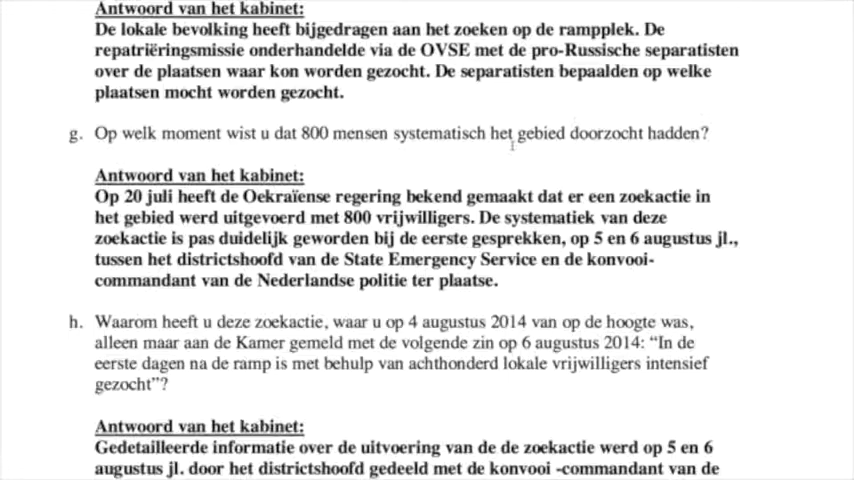 Antwoord van het kabinet:
De lokale bevolking heeft bijgedragen aan het zoeken op de rampplek. De
repatriëringsmissie onderhandelde via de OVSE met de pro-Russische separatisten
over de plaatsen waar kon worden gezocht. De separatisten bepaalden op welke
plaatsen mocht worden gezocht.
g. Op welk moment wist u dat 800 mensen systematisch het gebied doorzocht hadden?
Antwoord van het kabinet:
Op 20 juli heeft de Oekraïense regering bekend gemaakt dat er een zoekactie in
het gebied werd uitgevoerd met 800 vrijwilligers. De systematiek van deze
zoekactie is pas duidelijk geworden bij de eerste gesprekken, op 5 en 6 augustus jl.,
tussen het districtshoofd van de State Emergency Service en de konvooi-
commandant van de Nederlandse politie ter plaatse.
h. Waarom heeft u deze zoekactie, waar u op 4 augustus 2014 van op de hoogte was,
alleen maar aan de Kamer gemeld met de volgende zin op 6 augustus 2014: “In de
eerste dagen na de ramp is met behulp van achthonderd lokale vrijwilligers intensief
gezocht”?
Antwoord van het kabinet:
Gedetailleerde informatie over de uitvoering van de de zoekactie werd op 5 en 6
augustus jl. door het districtshoofd gedeeld met de konvooi -commandant van de